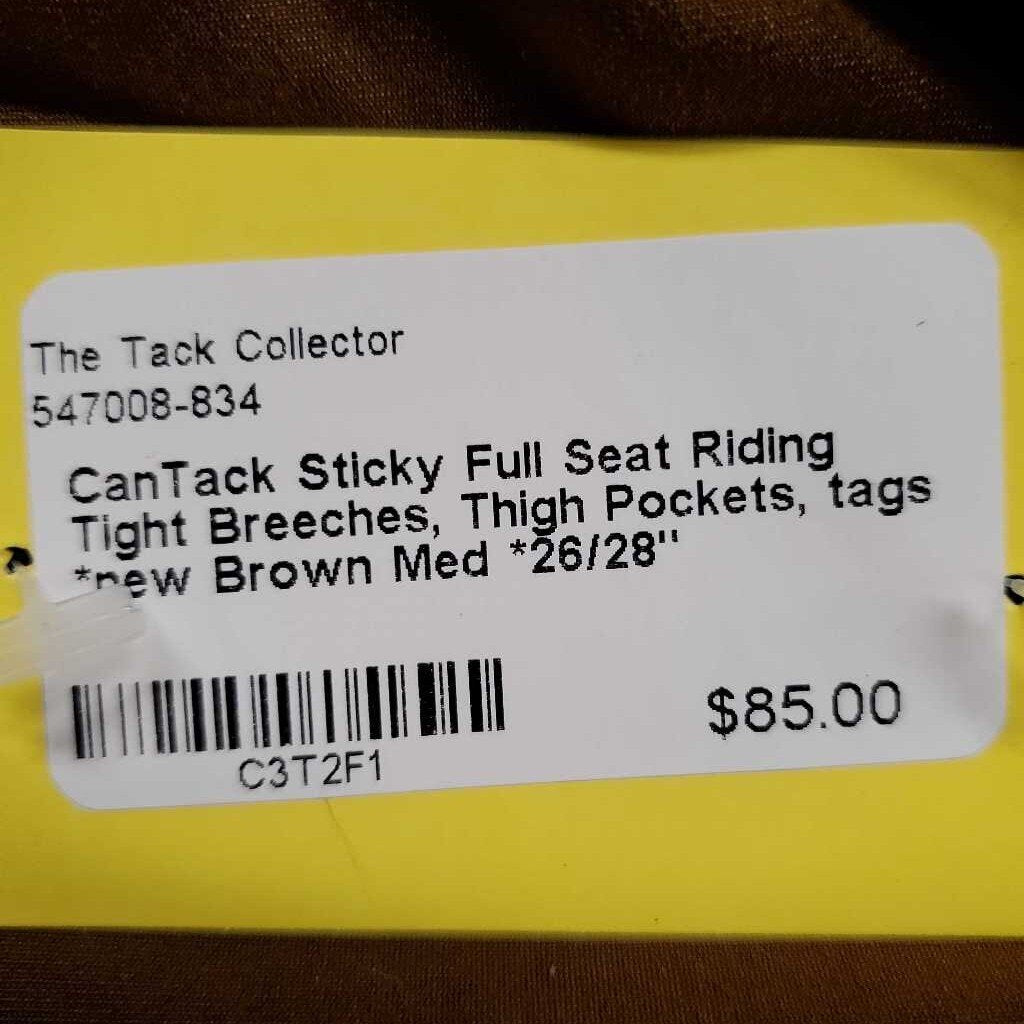 The Tack Collector
547008-834
CanTack Sticky Full Seat Riding
Tight Breeches, Thigh Pockets, tags
*new Brown Med *26/28"
C3T2F1
$85.00